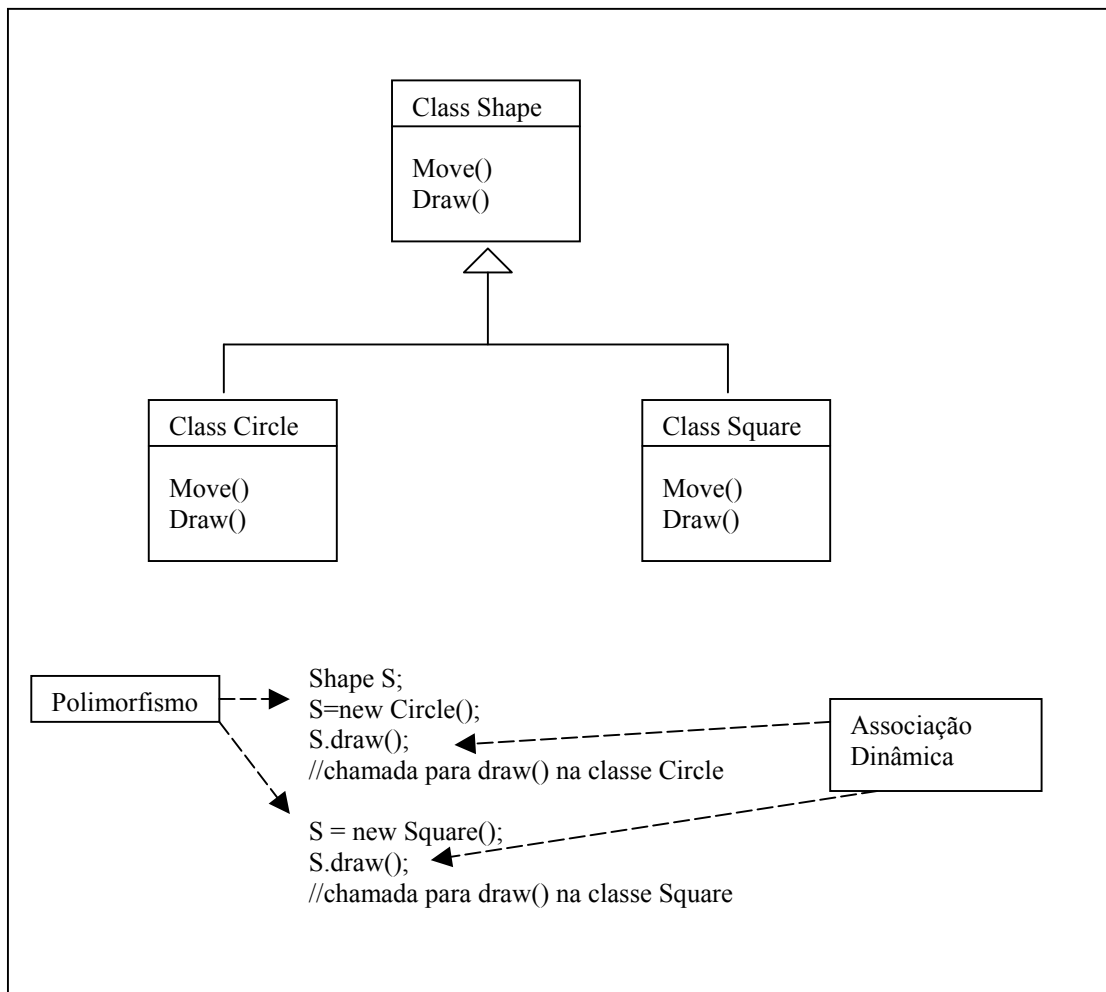 Class Shape
Move()
Draw()
Class Circle
Move()
Draw()
Class Square
Move()
Draw()
Polimorfismo
Shape S;
S=new Circle();
S.draw();
//chamada para draw() na classe Circle
S = new Square();
S.draw();
//chamada para draw() na classe Square
Associação
Dinâmica